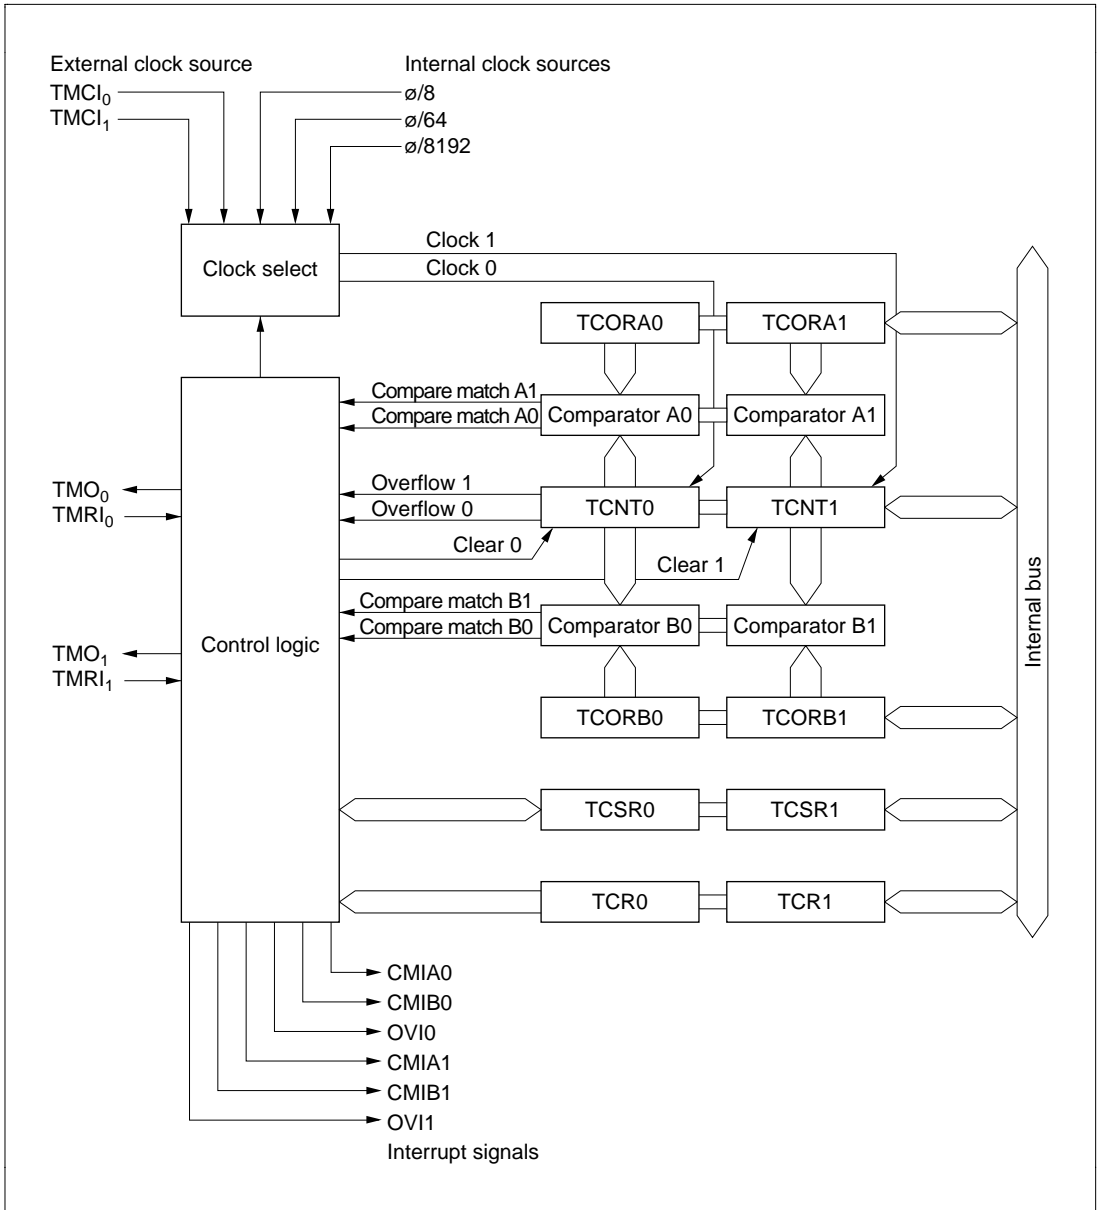 External clock source
Internal clock sources
TMCI0
ø/8
TMCI1
ø/64
ø/8192
Clock select
Clock 1
Clock 0
TCORA0
TCORA1
Compare match A1
Compare match A0
Comparator A0
Comparator A1
TMO0
TMRI0
Overflow 1
Overflow 0
TCNT0
TCNT1
Clear 0
Clear 1
Compare match B1
Compare match B0
Comparator B0
Comparator B1
Control logic
TMO1
TMRI1
Internal bus
TCORB0
TCORB1
TCSR0
TCSR1
TCR0
TCR1
CMIA0
CMIB0
OVI0
CMIA1
CMIB1
OVI1
Interrupt signals